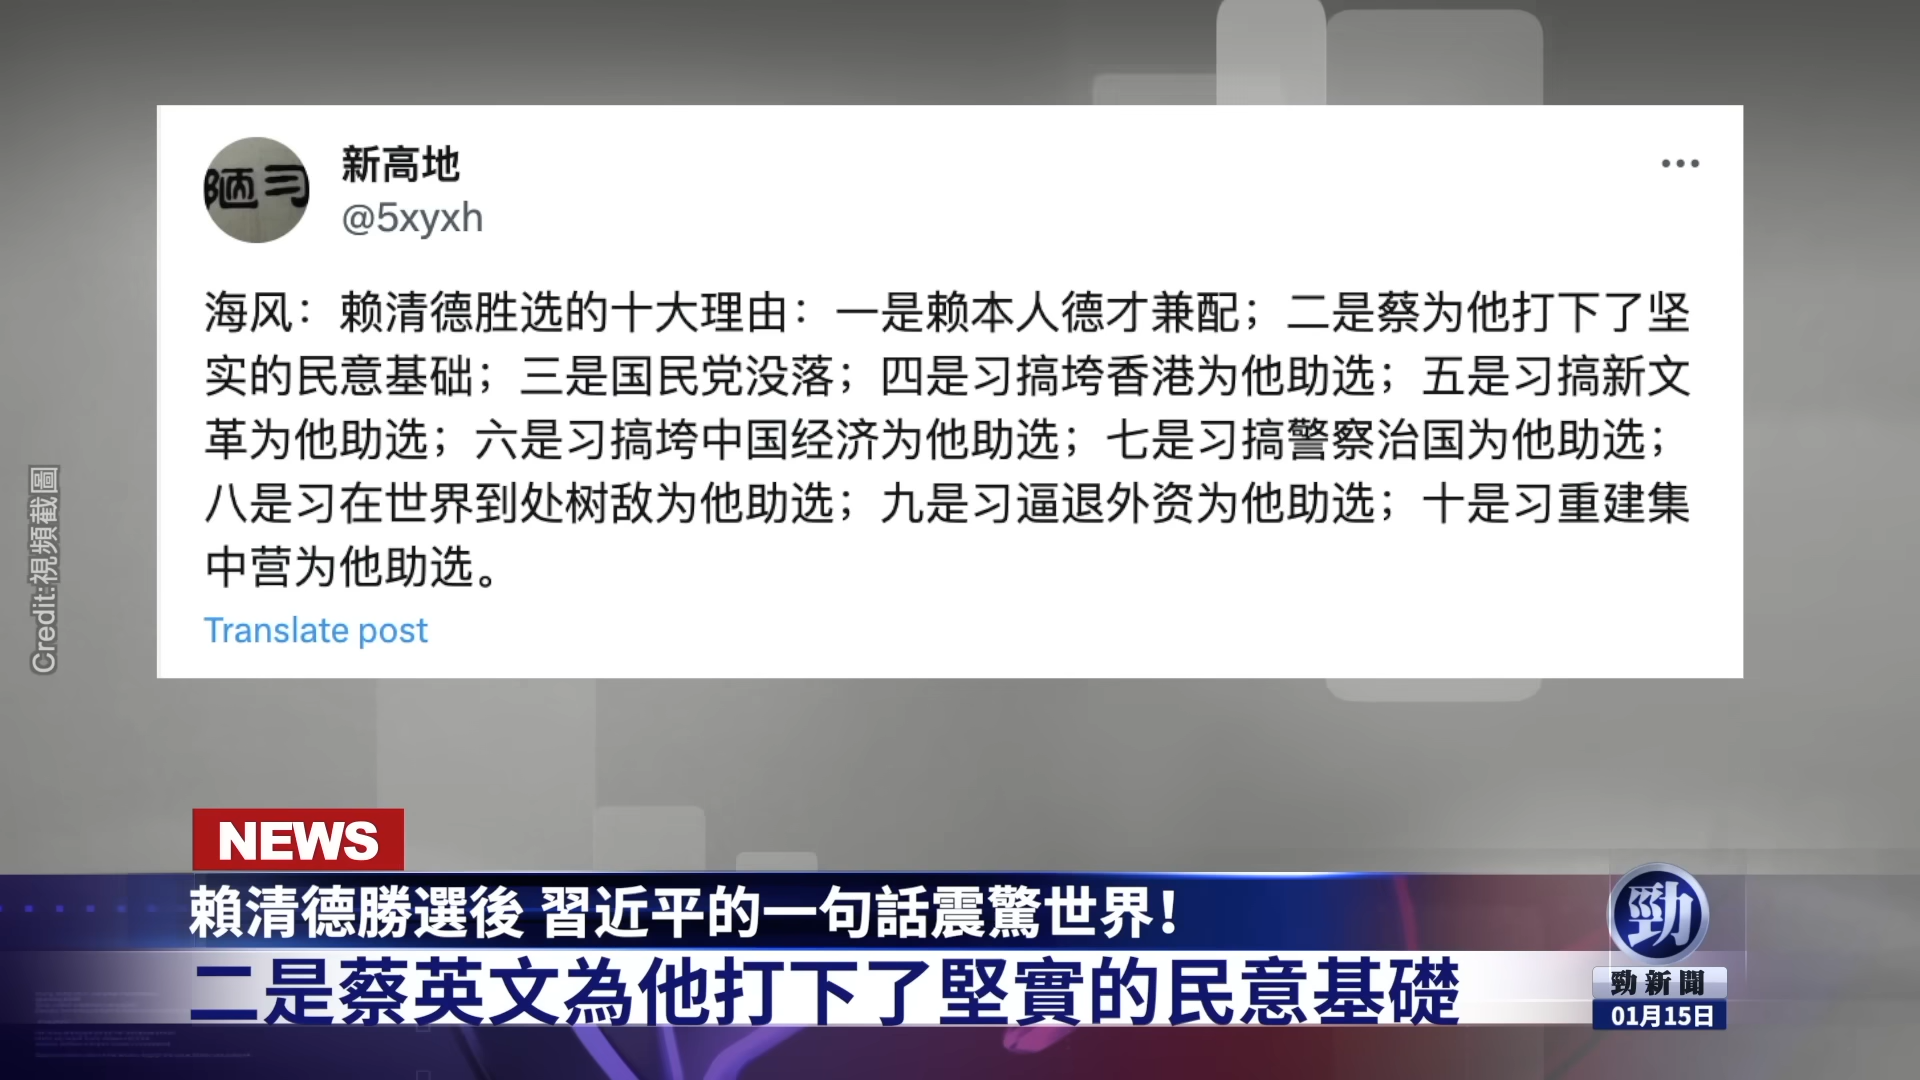 陋习
新高地
@5xyxh
海风：赖清德胜选的十大理由：一是赖本人德才兼配；二是蔡为他打下了坚
实的民意基础；三是国民党没落；四是习搞垮香港为他助选；五是习搞新文
革为他助选；六是习搞垮中国经济为他助选；七是习搞警察治国为他助选；
八是习在世界到处树敌为他助选；九是习逼退外资为他助选；十是习重建集
中营为他助选。
Translate post
Credit:視頻截圖
NEWS
賴清德勝選後 習近平的一句話震驚世界！
二是蔡英文為他打下了堅實的民意基礎
勁
勁新聞
01月15日